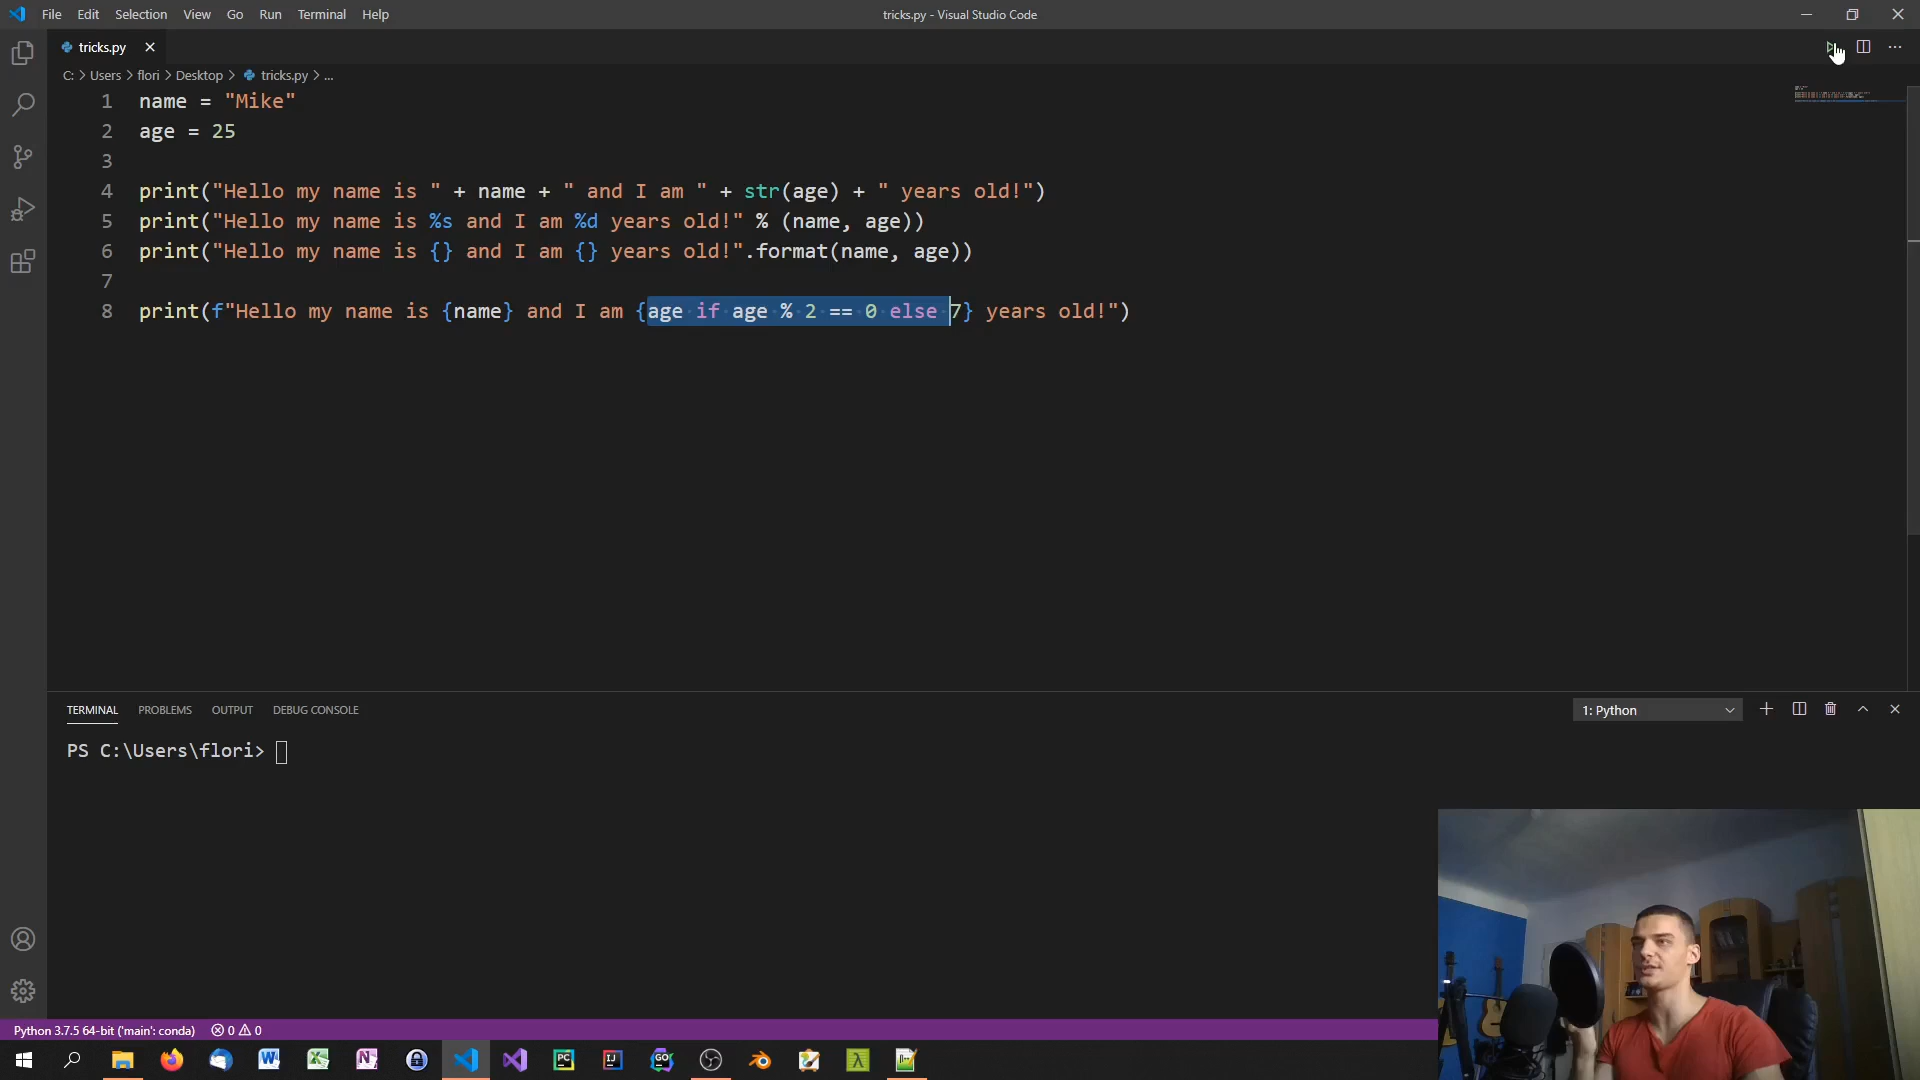 File Edit Selection View Go Run Terminal Help
tricks.py - Visual Studio Code
tricks.py
C: > Users > flori > Desktop > tricks.py > ...
1 name = "Mike"
2 age = 25
3
4 print("Hello my name is " + name + " and I am " + str(age) + " years old!")
5 print("Hello my name is %s and I am %d years old!" % (name, age))
6 print("Hello my name is {} and I am {} years old!".format(name, age))
7
8 print(f"Hello my name is {name} and I am {age if age % 2 == 0 else 7} years old!")
TERMINAL PROBLEMS OUTPUT DEBUG CONSOLE
1: Python
PS C:\Users\flori>
Python 3.7.5 64-bit ('main': conda) 0 0
W X N PC IJ GO λ